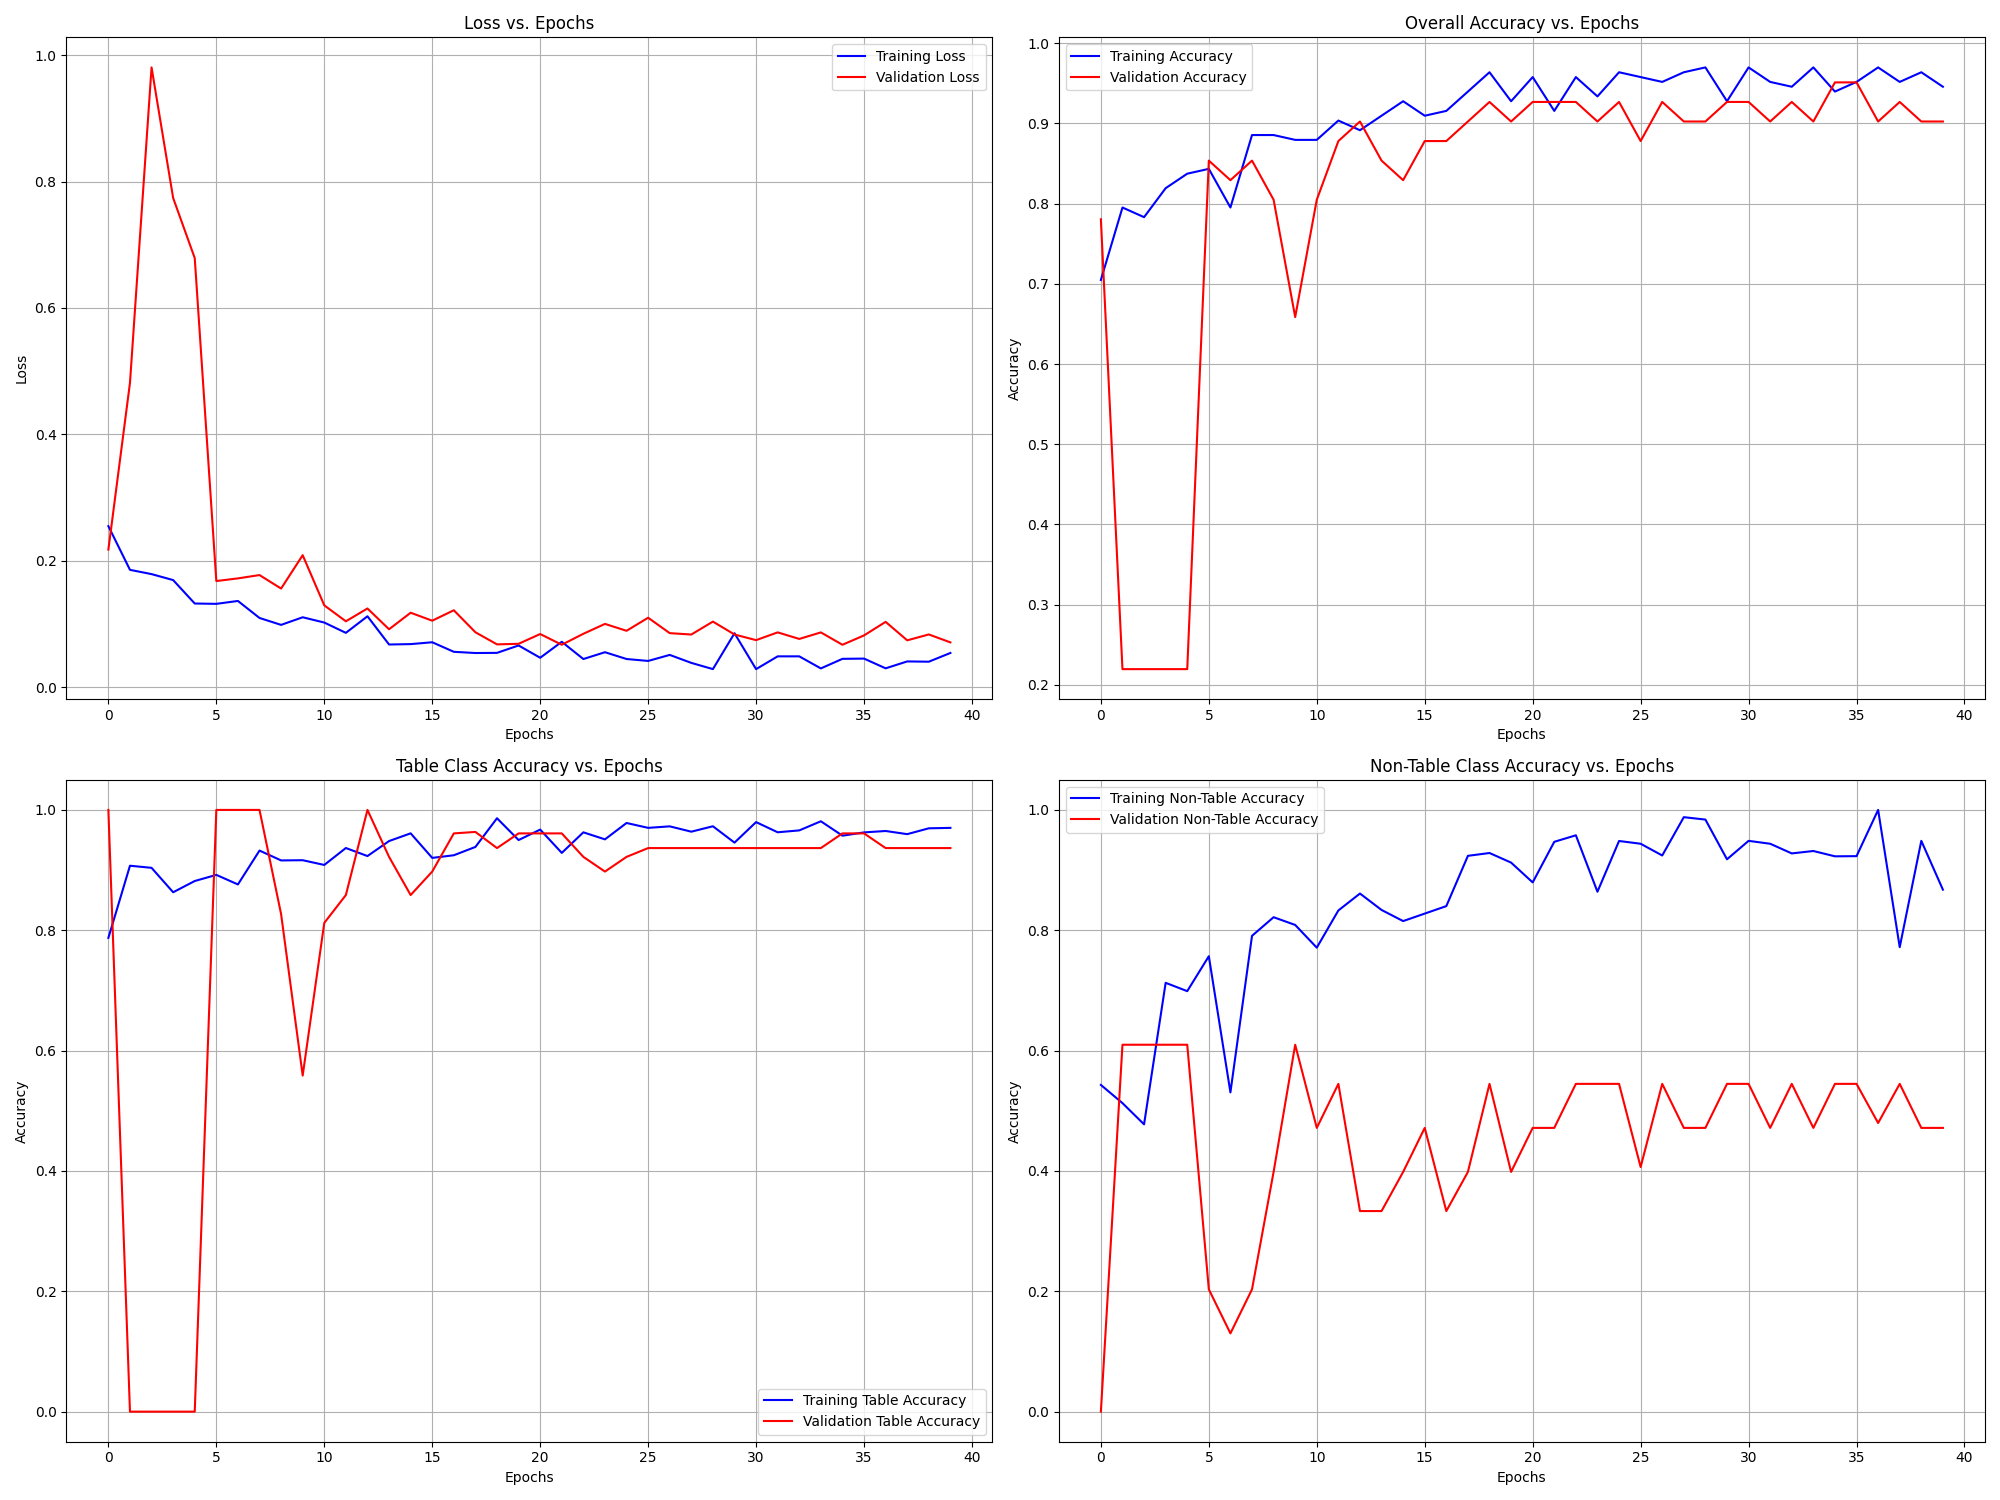 Loss vs. Epochs
Training Loss
Validation Loss
1.0
0.8
0.6
0.4
0.2
0.0
Loss
0 5 10 15 20 25 30 35 40
Epochs
Overall Accuracy vs. Epochs
Training Accuracy
Validation Accuracy
1.0
0.9
0.8
0.7
0.6
0.5
0.4
0.3
0.2
Accuracy
0 5 10 15 20 25 30 35 40
Epochs
Table Class Accuracy vs. Epochs
1.0
0.8
0.6
0.4
0.2
0.0
Accuracy
Training Table Accuracy
Validation Table Accuracy
0 5 10 15 20 25 30 35 40
Epochs
Non-Table Class Accuracy vs. Epochs
Training Non-Table Accuracy
Validation Non-Table Accuracy
1.0
0.8
0.6
0.4
0.2
0.0
Accuracy
0 5 10 15 20 25 30 35 40
Epochs